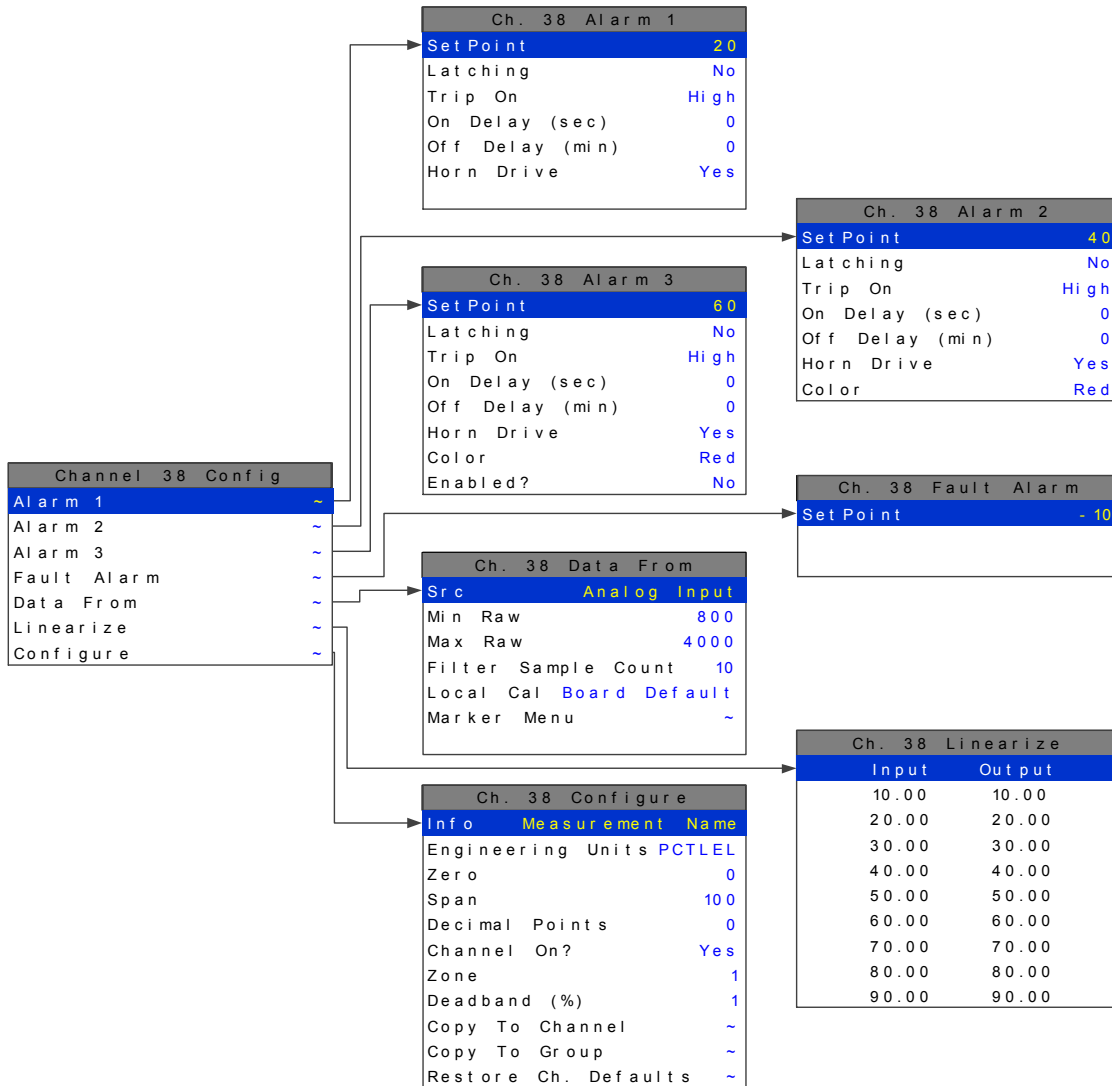 Ch. 38 Alarm 1
SetPoint 20
Latching No
Trip On High
On Delay (sec) 0
Off Delay (min) 0
Horn Drive Yes
Ch. 38 Alarm 2
SetPoint 40
Latching No
Trip On High
On Delay (sec) 0
Off Delay (min) 0
Horn Drive Yes
Color Red
Ch. 38 Alarm 3
SetPoint 60
Latching No
Trip On High
On Delay (sec) 0
Off Delay (min) 0
Horn Drive Yes
Color Red
Enabled? No
Channel 38 Config
Alarm 1 ~
Alarm 2 ~
Alarm 3 ~
Fault Alarm ~
Data From ~
Linearize ~
Configure ~
Ch. 38 Fault Alarm
SetPoint -10
Ch. 38 Data From
Src Analog Input
Min Raw 800
Max Raw 4000
Filter Sample Count 10
Local Cal Board Default
Marker Menu ~
Ch. 38 Linearize
Input Output
10.00 10.00
20.00 20.00
30.00 30.00
40.00 40.00
50.00 50.00
60.00 60.00
70.00 70.00
80.00 80.00
90.00 90.00
Ch. 38 Configure
Info Measurement Name
Engineering Units PCTLEL
Zero 0
Span 100
Decimal Points 0
Channel On? Yes
Zone 1
Deadband (%) 1
Copy To Channel ~
Copy To Group ~
Restore Ch. Defaults ~